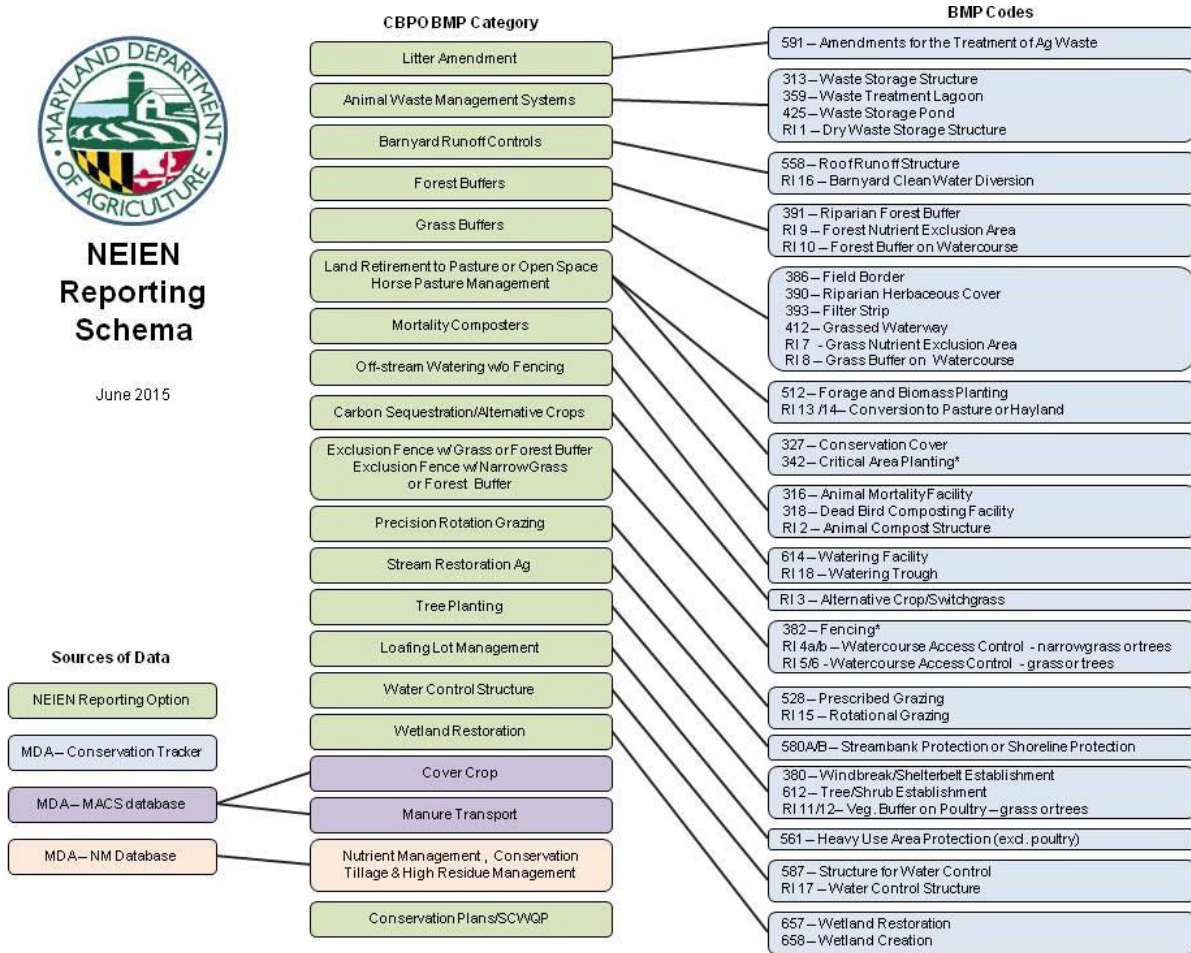 MARYLAND DEPARTMENT
OF AGRICULTURE
NEIEN
Reporting
Schema
June 2015
Sources of Data
NEIEN Reporting Option
MDA – Conservation Tracker
MDA – MACS database
MDA – NM Database
CBPO BMP Category
Litter Amendment
Animal Waste Management Systems
Barnyard Runoff Controls
Forest Buffers
Grass Buffers
Land Retirement to Pasture or Open Space
Horse Pasture Management
Mortality Composters
Off-stream Watering w/o Fencing
Carbon Sequestration/Alternative Crops
Exclusion Fence w/ Grass or Forest Buffer
Exclusion Fence w/ Narrow Grass
or Forest Buffer
Precision Rotation Grazing
Stream Restoration Ag
Tree Planting
Loafing Lot Management
Water Control Structure
Wetland Restoration
Cover Crop
Manure Transport
Nutrient Management , Conservation
Tillage & High Residue Management
Conservation Plans/SCWQP
BMP Codes
591 – Amendments for the Treatment of Ag Waste
313 – Waste Storage Structure
359 – Waste Treatment Lagoon
425 – Waste Storage Pond
RI 1 – Dry Waste Storage Structure
558 – Roof Runoff Structure
RI 16 – Barnyard Clean Water Diversion
391 – Riparian Forest Buffer
RI 9 – Forest Nutrient Exclusion Area
RI 10 – Forest Buffer on Watercourse
386 – Field Border
390 – Riparian Herbaceous Cover
393 – Filter Strip
412 – Grassed Waterway
RI 7 - Grass Nutrient Exclusion Area
RI 8 – Grass Buffer on Watercourse
512 – Forage and Biomass Planting
RI 13 /14 – Conversion to Pasture or Hayland
327 – Conservation Cover
342 – Critical Area Planting*
316 – Animal Mortality Facility
318 – Dead Bird Composting Facility
RI 2 – Animal Compost Structure
614 – Watering Facility
RI 18 – Watering Trough
RI 3 – Alternative Crop/Switchgrass
382 – Fencing*
RI 4a/b – Watercourse Access Control - narrow grass or trees
RI 5/6 - Watercourse Access Control - grass or trees
528 – Prescribed Grazing
RI 15 – Rotational Grazing
580A/B – Streambank Protection or Shoreline Protection
380 – Windbreak/Shelterbelt Establishment
612 – Tree/Shrub Establishment
RI 11/12 – Veg. Buffer on Poultry – grass or trees
561 – Heavy Use Area Protection (excl. poultry)
587 – Structure for Water Control
RI 17 – Water Control Structure
657 – Wetland Restoration
658 – Wetland Creation